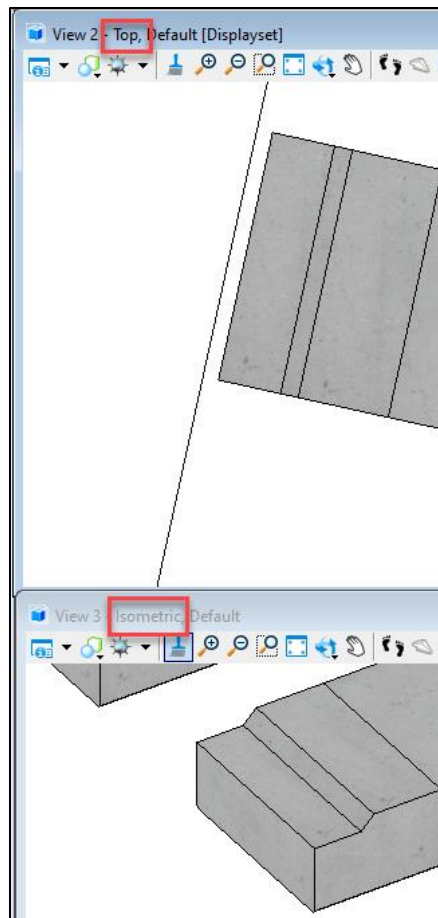 View 2 - Top, Default [Displayset]
View 3 - Isometric, Default